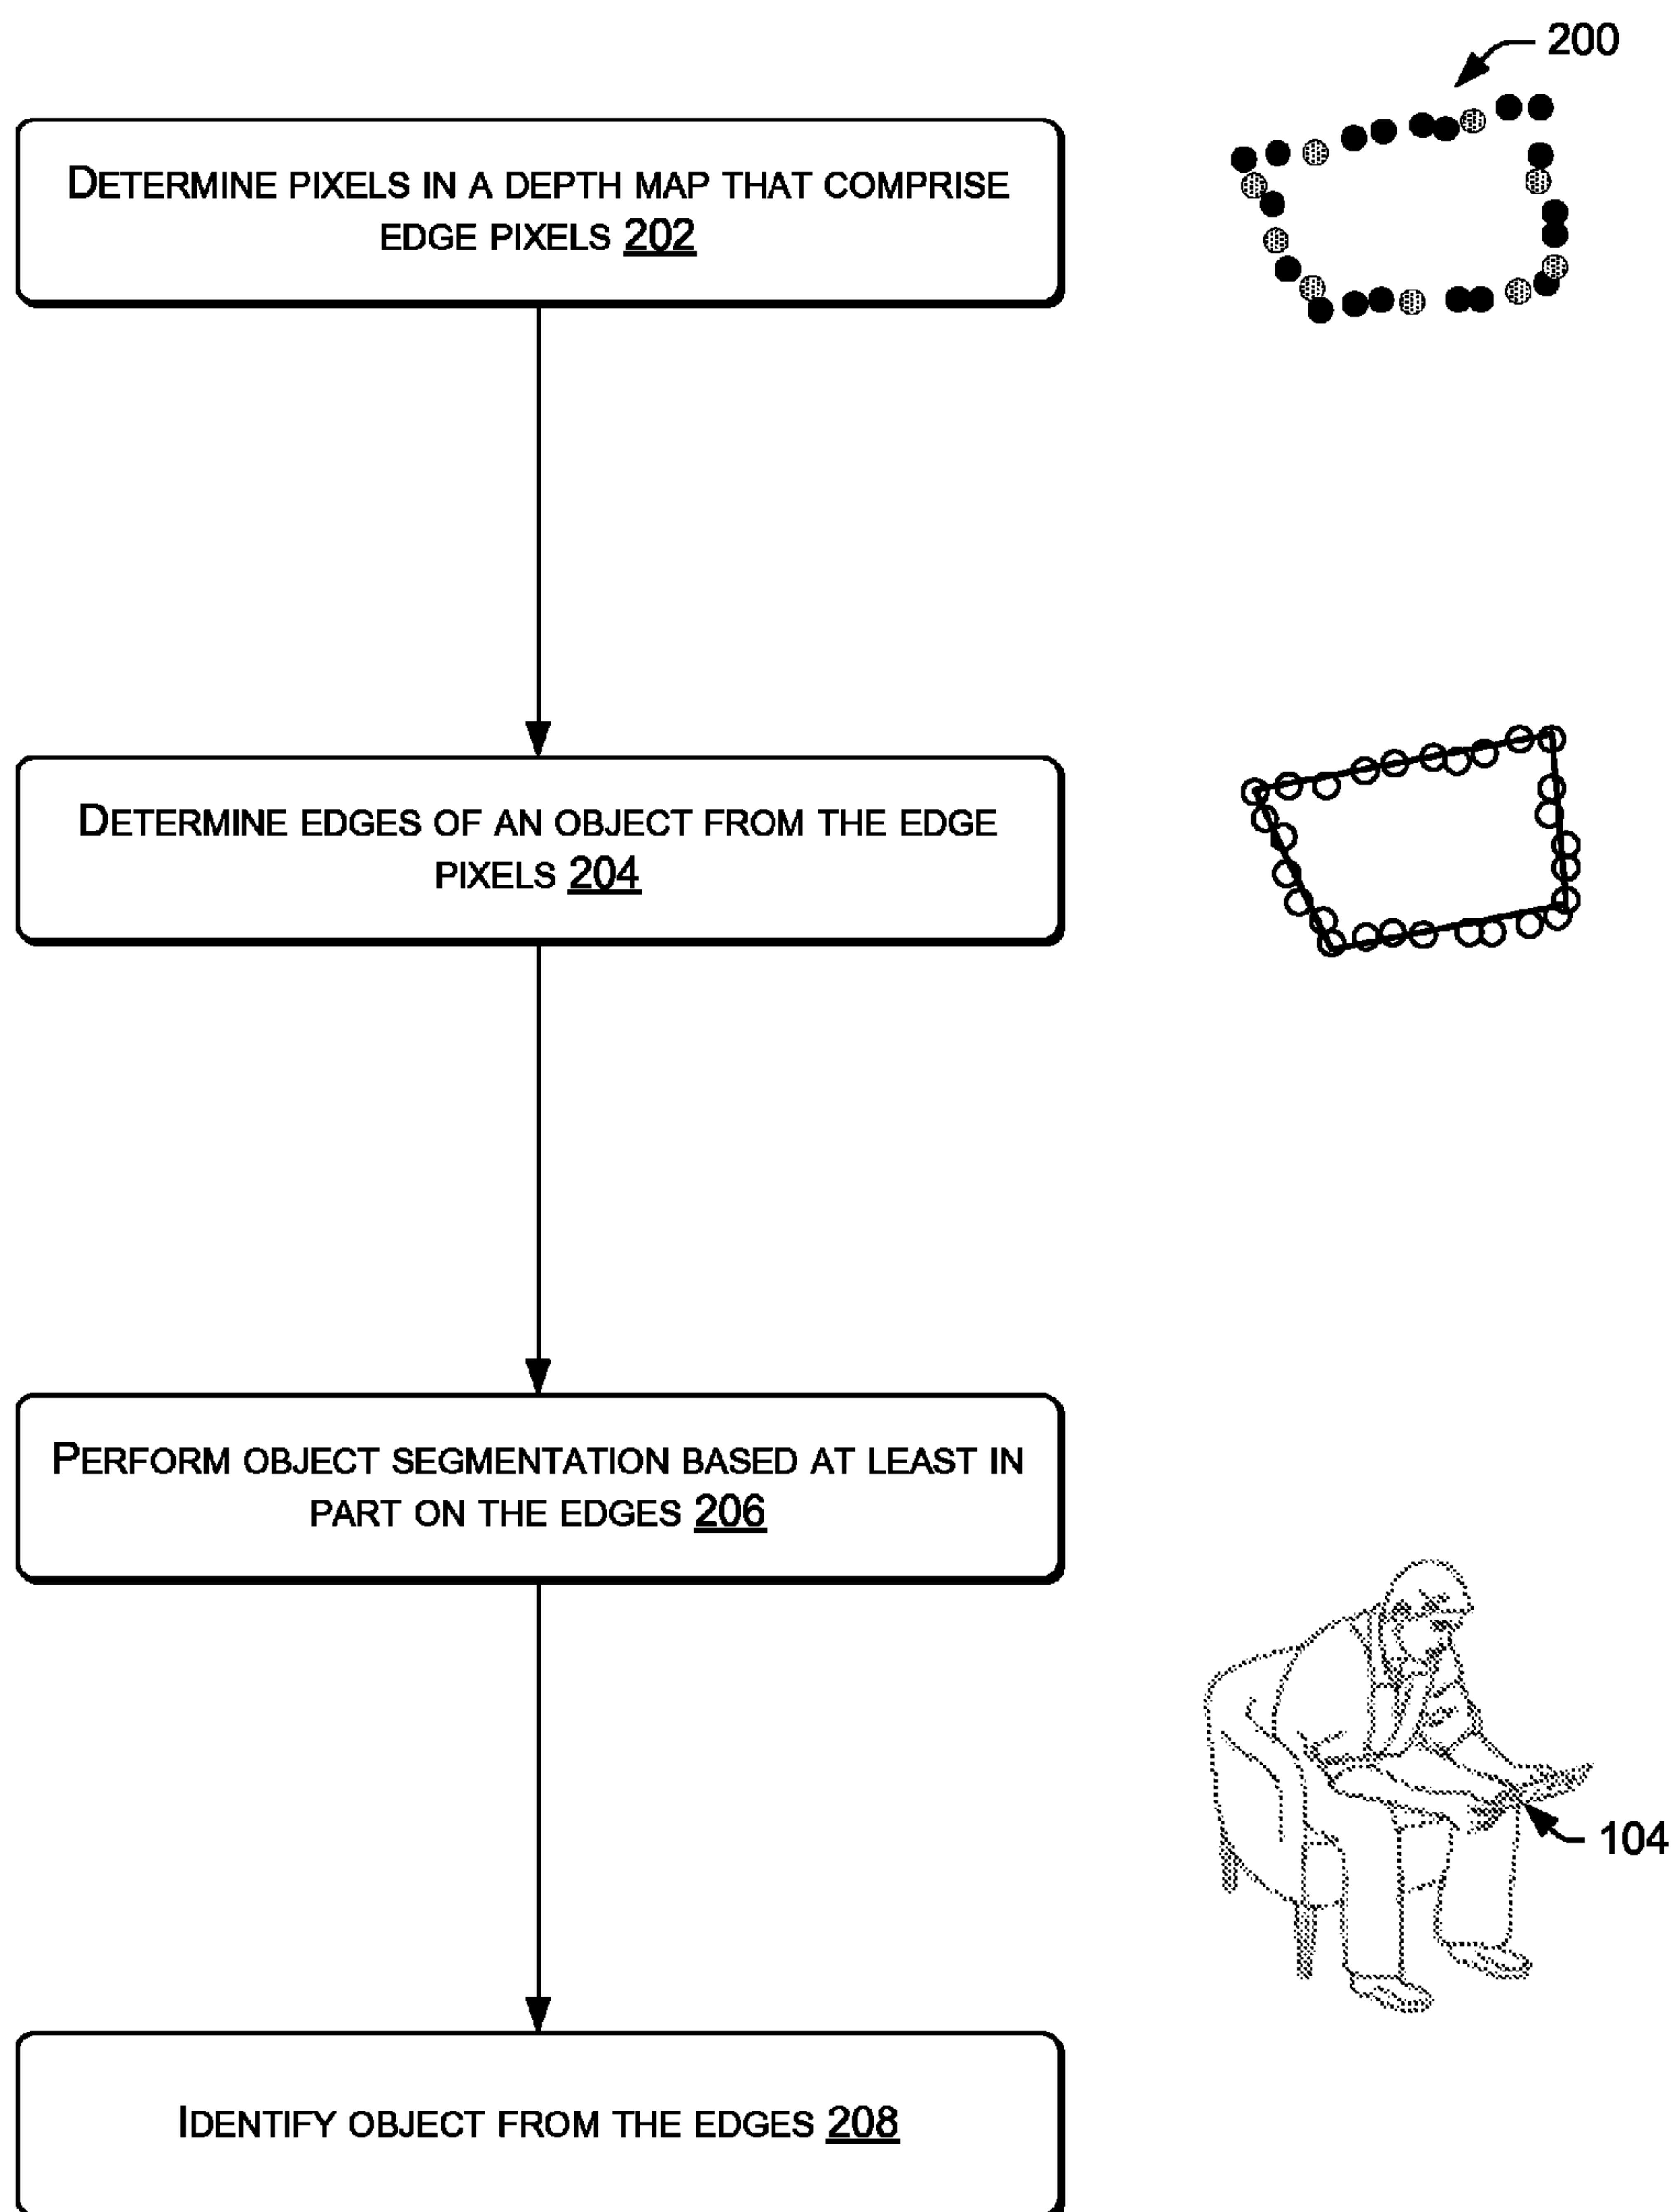 200
DETERMINE PIXELS IN A DEPTH MAP THAT COMPRISE
EDGE PIXELS 202
DETERMINE EDGES OF AN OBJECT FROM THE EDGE
PIXELS 204
PERFORM OBJECT SEGMENTATION BASED AT LEAST IN
PART ON THE EDGES 206
104
IDENTIFY OBJECT FROM THE EDGES 208